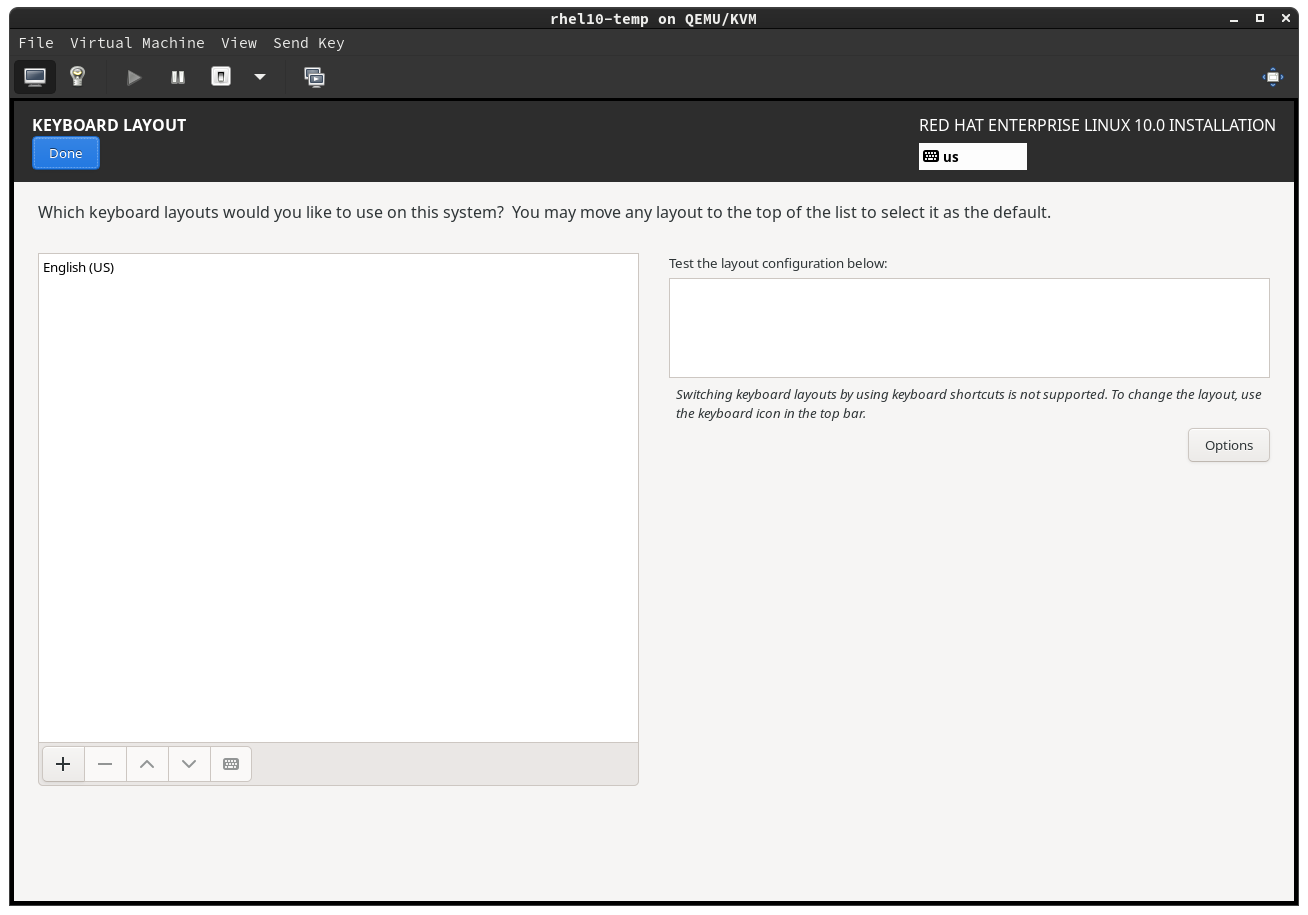 rhel10-temp on QEMU/KVM
File Virtual Machine View Send Key
KEYBOARD LAYOUT
Done
RED HAT ENTERPRISE LINUX 10.0 INSTALLATION
us
Which keyboard layouts would you like to use on this system?  You may move any layout to the top of the list to select it as the default.
English (US)
Test the layout configuration below:
Switching keyboard layouts by using keyboard shortcuts is not supported. To change the layout, use
the keyboard icon in the top bar.
Options